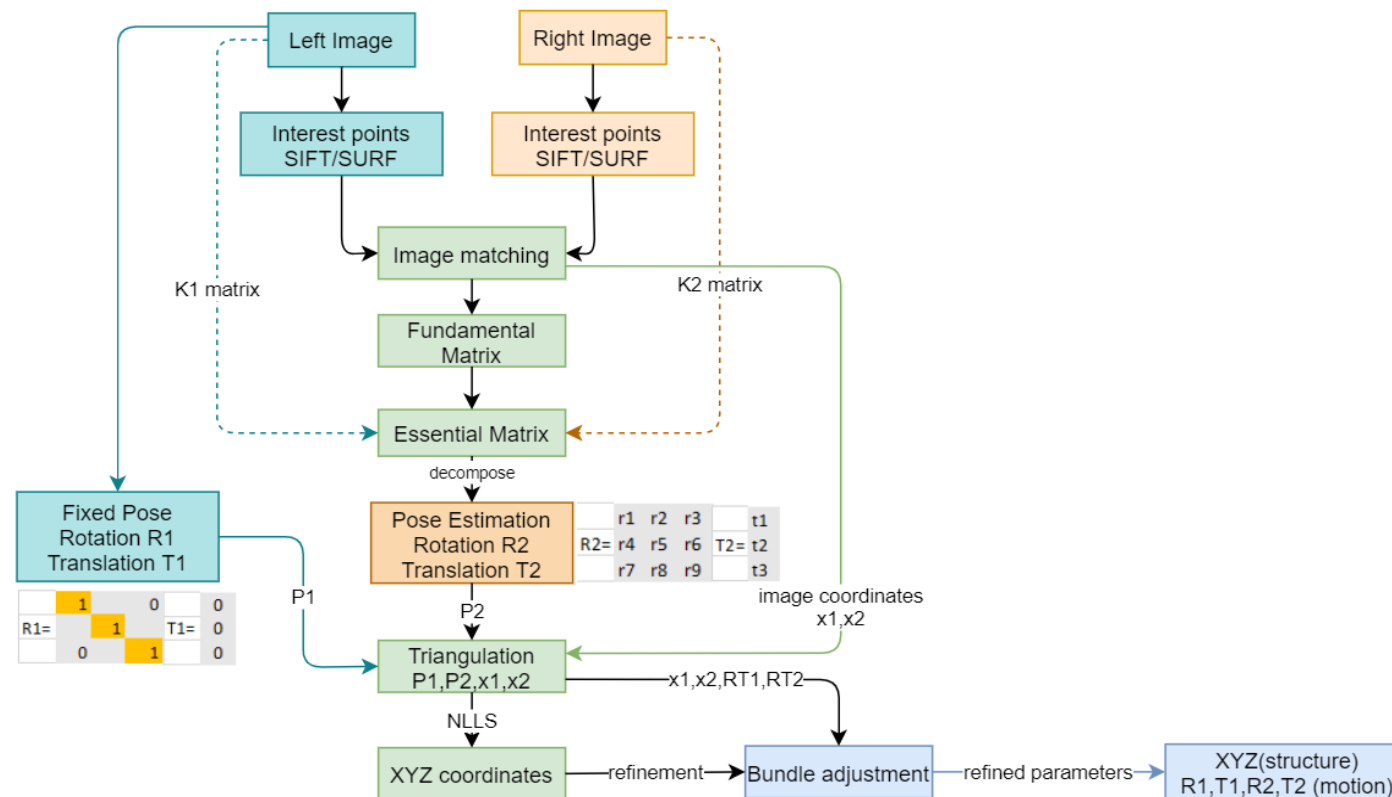 Left Image
Right Image
Interest points
SIFT/SURF
Interest points
SIFT/SURF
Image matching
K1 matrix
K2 matrix
Fundamental
Matrix
Essential Matrix
decompose
Fixed Pose
Rotation R1
Translation T1
Pose Estimation
Rotation R2
Translation T2
r1 r2 r3 t1
R2= r4 r5 r6 T2= t2
r7 r8 r9 t3
1 0 0
R1= 1 T1= 0
0 1 0
P1
P2
image coordinates
x1,x2
Triangulation
P1,P2,x1,x2
x1,x2,RT1,RT2
NLLS
XYZ coordinates
refinement
Bundle adjustment
refined parameters
XYZ(structure)
R1,T1,R2,T2 (motion)